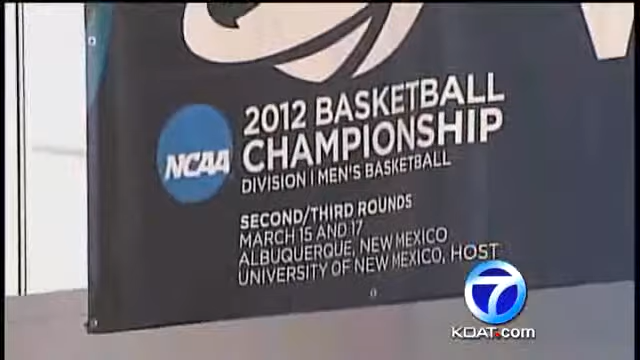 2012 BASKETBALL
CHAMPIONSHIP
NCAA
DIVISION I MEN'S BASKETBALL
SECOND/THIRD ROUNDS
MARCH 15 AND 17
ALBUQUERQUE, NEW MEXICO
UNIVERSITY OF NEW MEXICO, HOST
7
KOAT.com